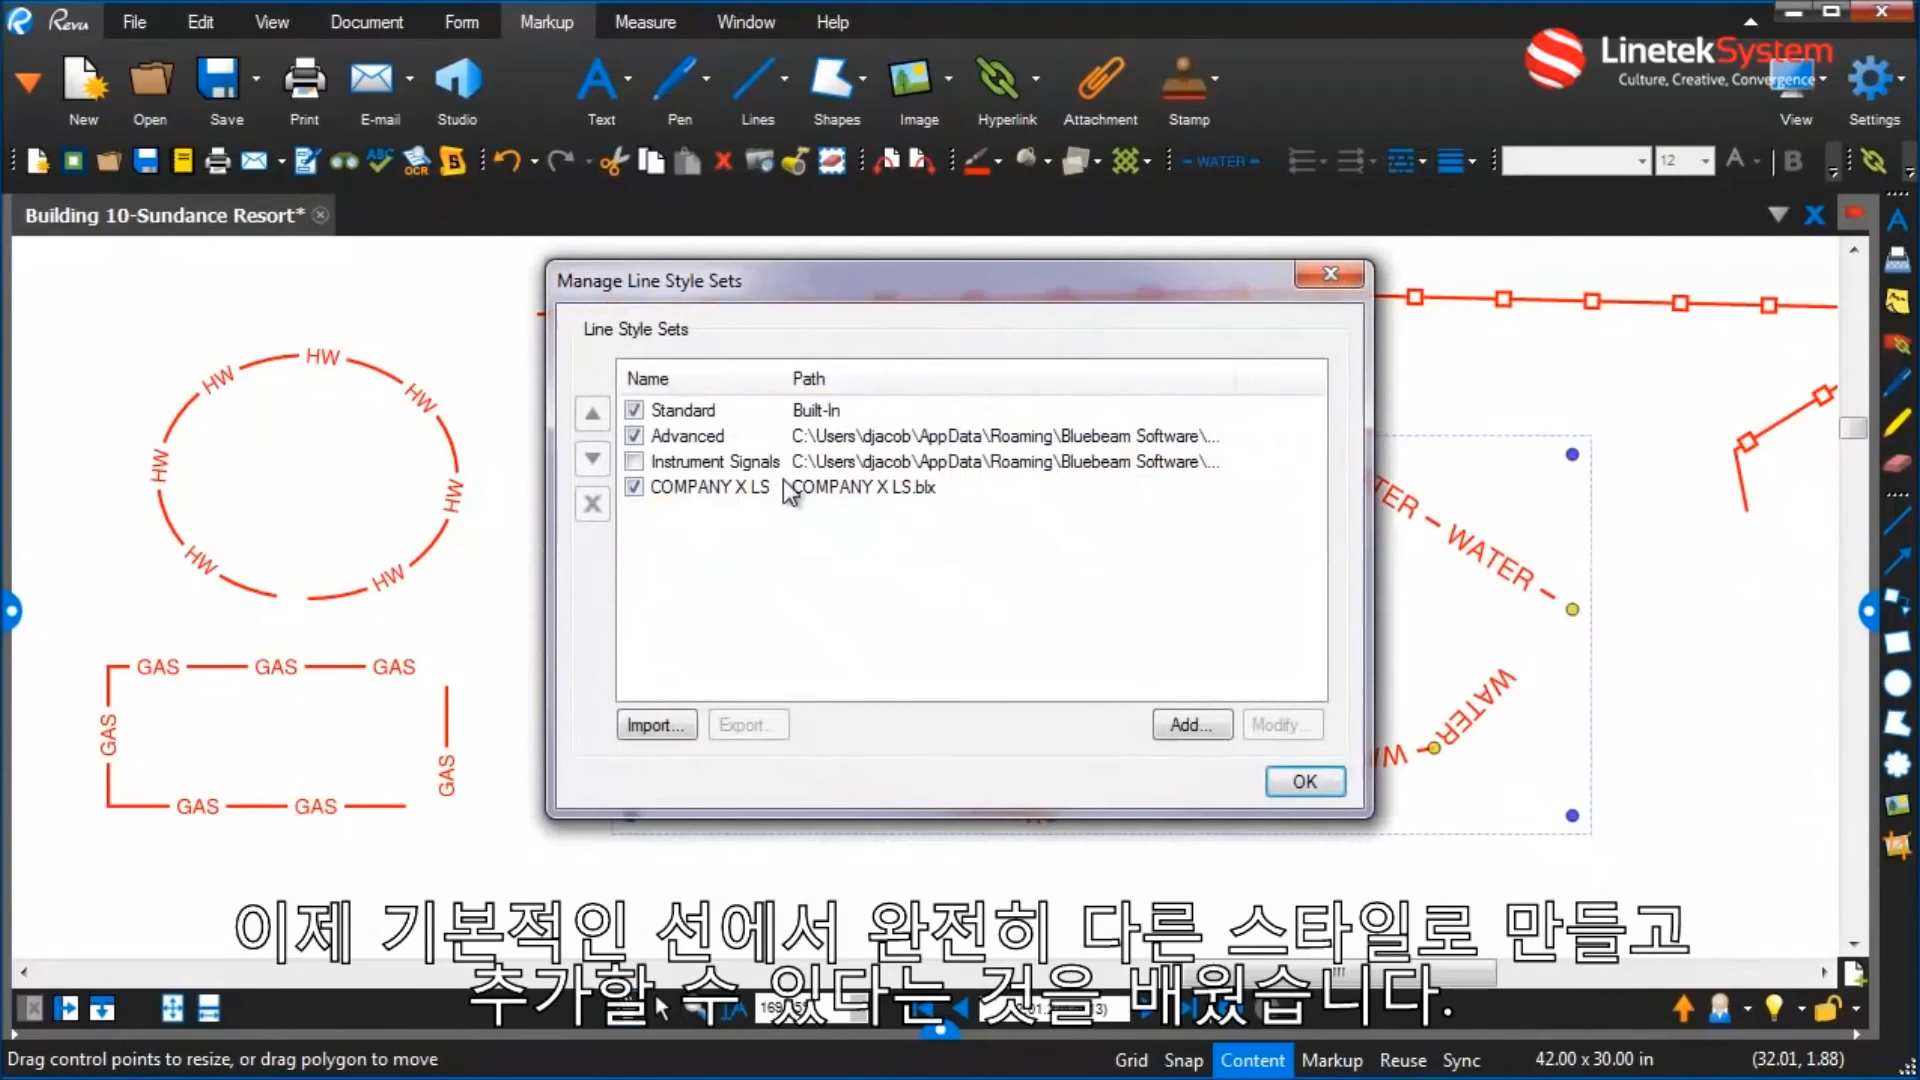 Revu File Edit View Document Form Markup Measure Window Help
LinetekSystem
Culture, Creative, Convergence
New Open Save Print E-mail Studio Text Pen Lines Shapes Image Hyperlink Attachment Stamp View Settings
OCR WATER 12 A B
Building 10-Sundance Resort*
Manage Line Style Sets
Line Style Sets
Name Path
Standard Built-In
Advanced C:\Users\djacob\AppData\Roaming\Bluebeam Software\...
Instrument Signals C:\Users\djacob\AppData\Roaming\Bluebeam Software\...
COMPANY X LS COMPANY X LS.blx
Import... Export... Add... Modify...
OK
HW
HW
HW
HW
HW
HW
HW
GAS GAS GAS
GAS
GAS
GAS GAS
TER WATER
WATER
이제 기본적인 선에서 완전히 다른 스타일로 만들고
추가할 수 있다는 것을 배웠습니다.
Drag control points to resize, or drag polygon to move
Grid Snap Content Markup Reuse Sync 42.00 x 30.00 in (32.01, 1.88)